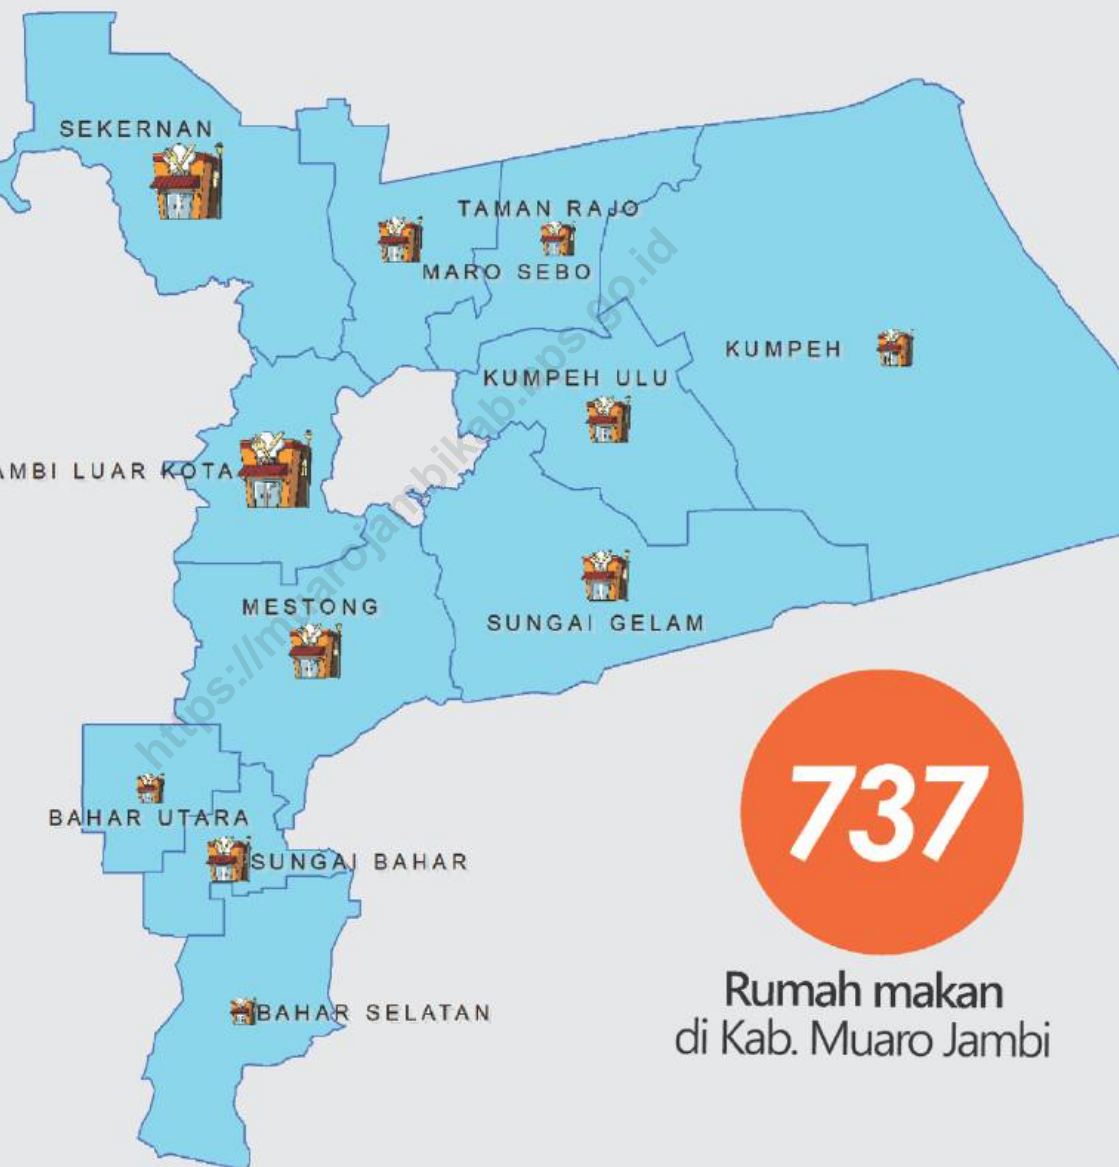 SEKERNAN
TAMAN RAJO
MARO SEBO
KUMPEH
KUMPEH ULU
AMBI LUAR KOTA
MESTONG
SUNGAI GELAM
BAHAR UTARA
SUNGAI BAHAR
BAHAR SELATAN
737
Rumah makan
di Kab. Muaro Jambi
https://muarojambikab.bps.go.id